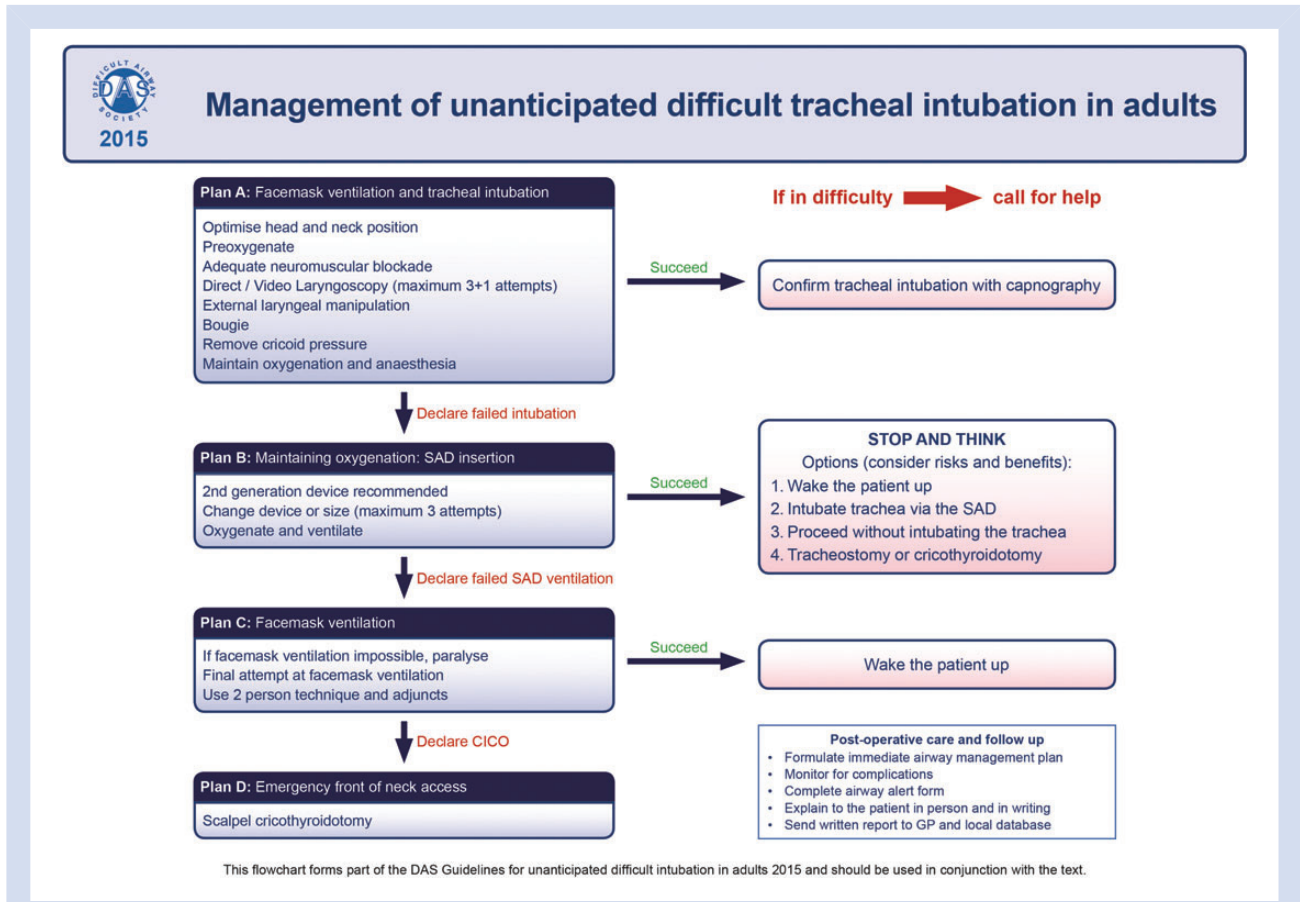 DIFFICULT AIRWAY
DAS
SOCIETY
2015
Management of unanticipated difficult tracheal intubation in adults
Plan A: Facemask ventilation and tracheal intubation
Optimise head and neck position
Preoxygenate
Adequate neuromuscular blockade
Direct / Video Laryngoscopy (maximum 3+1 attempts)
External laryngeal manipulation
Bougie
Remove cricoid pressure
Maintain oxygenation and anaesthesia
If in difficulty call for help
Succeed
Confirm tracheal intubation with capnography
Declare failed intubation
Plan B: Maintaining oxygenation: SAD insertion
2nd generation device recommended
Change device or size (maximum 3 attempts)
Oxygenate and ventilate
Succeed
STOP AND THINK
Options (consider risks and benefits):
1. Wake the patient up
2. Intubate trachea via the SAD
3. Proceed without intubating the trachea
4. Tracheostomy or cricothyroidotomy
Declare failed SAD ventilation
Plan C: Facemask ventilation
If facemask ventilation impossible, paralyse
Final attempt at facemask ventilation
Use 2 person technique and adjuncts
Succeed
Wake the patient up
Declare CICO
Plan D: Emergency front of neck access
Scalpel cricothyroidotomy
Post-operative care and follow up
• Formulate immediate airway management plan
• Monitor for complications
• Complete airway alert form
• Explain to the patient in person and in writing
• Send written report to GP and local database
This flowchart forms part of the DAS Guidelines for unanticipated difficult intubation in adults 2015 and should be used in conjunction with the text.